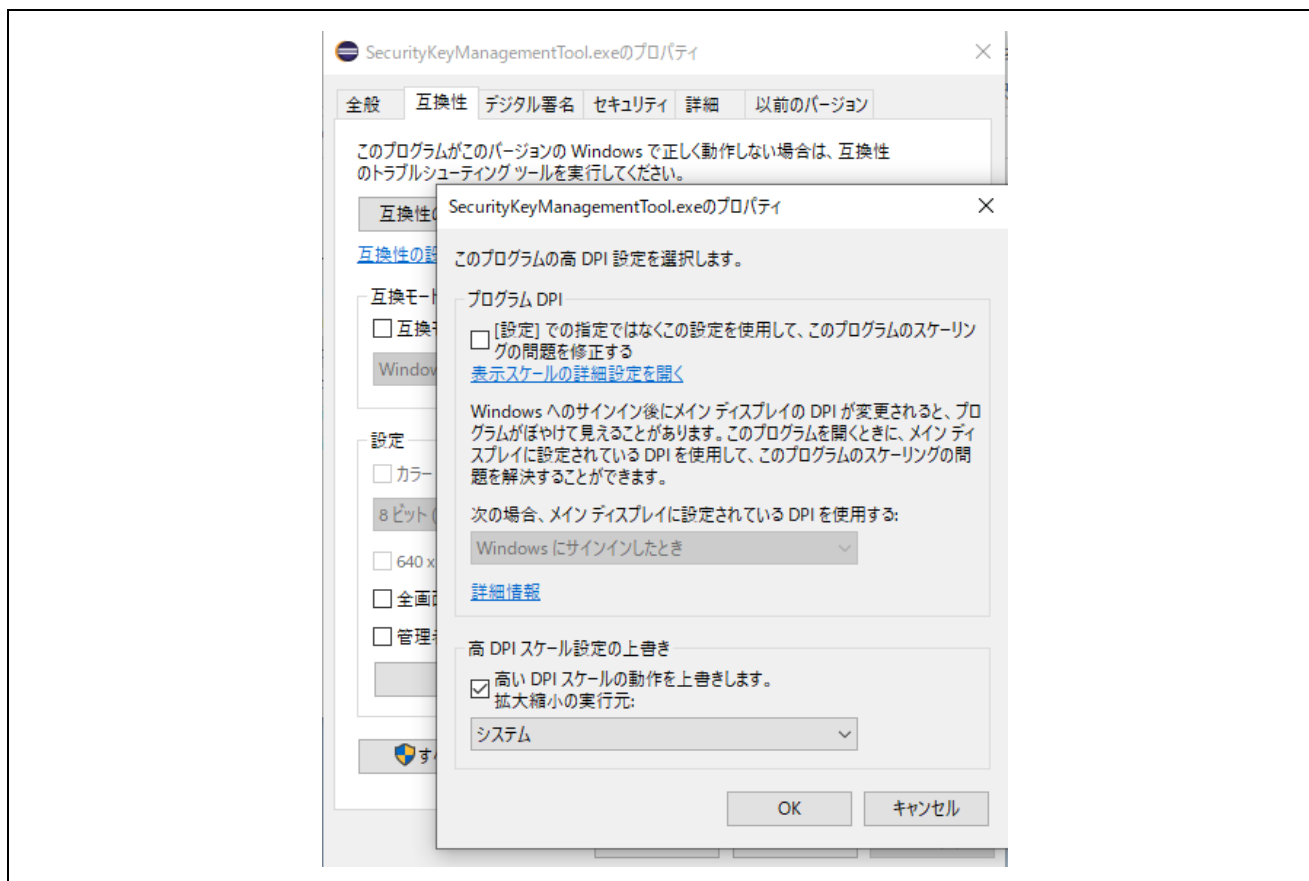 SecurityKeyManagementTool.exeのプロパティ
全般 互換性 デジタル署名 セキュリティ 詳細 以前のバージョン
このプログラムがこのバージョンの Windows で正しく動作しない場合は、互換性
のトラブルシューティング ツールを実行してください。
互換性の
互換性の設
互換モード
互換モ
Window
設定
カラー
8 ビット (
640 x
全画面
管理者
すべ
SecurityKeyManagementTool.exeのプロパティ
このプログラムの高 DPI 設定を選択します。
プログラム DPI
[設定] での指定ではなくこの設定を使用して、このプログラムのスケーリン
グの問題を修正する
表示スケールの詳細設定を開く
Windows へのサインイン後にメイン ディスプレイの DPI が変更されると、プロ
グラムがぼやけて見えることがあります。このプログラムを開くときに、メイン ディ
スプレイに設定されている DPI を使用して、このプログラムのスケーリングの問
題を解決することができます。
次の場合、メイン ディスプレイに設定されている DPI を使用する:
Windows にサインインしたとき
詳細情報
高 DPI スケール設定の上書き
高い DPI スケールの動作を上書きします。
拡大縮小の実行元:
システム
OK キャンセル